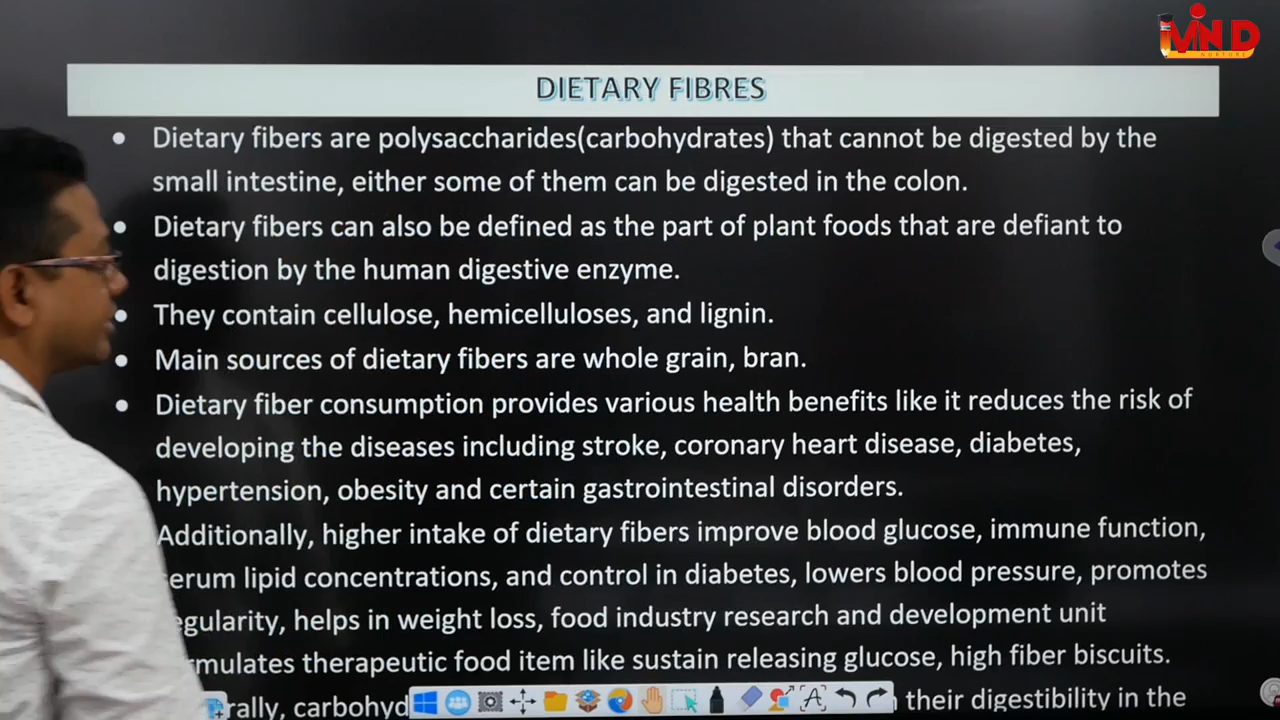 MIND
NURTURE
DIETARY FIBRES
• Dietary fibers are polysaccharides(carbohydrates) that cannot be digested by the
small intestine, either some of them can be digested in the colon.
• Dietary fibers can also be defined as the part of plant foods that are defiant to
digestion by the human digestive enzyme.
• They contain cellulose, hemicelluloses, and lignin.
• Main sources of dietary fibers are whole grain, bran.
• Dietary fiber consumption provides various health benefits like it reduces the risk of
developing the diseases including stroke, coronary heart disease, diabetes,
hypertension, obesity and certain gastrointestinal disorders.
Additionally, higher intake of dietary fibers improve blood glucose, immune function,
erum lipid concentrations, and control in diabetes, lowers blood pressure, promotes
egularity, helps in weight loss, food industry research and development unit
mulates therapeutic food item like sustain releasing glucose, high fiber biscuits.
rally, carbohyd their digestibility in the